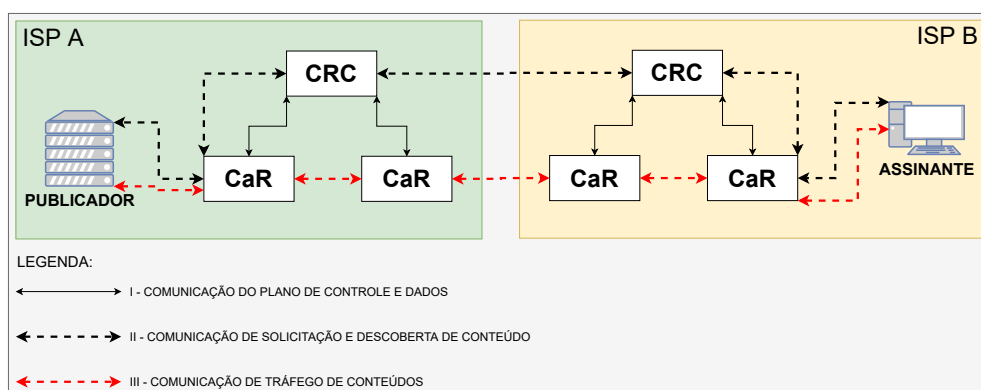 ISP A
ISP B
CRC
CRC
CaR
CaR
CaR
CaR
PUBLICADOR
ASSINANTE
LEGENDA:
I - COMUNICAÇÃO DO PLANO DE CONTROLE E DADOS
II - COMUNICAÇÃO DE SOLICITAÇÃO E DESCOBERTA DE CONTEÚDO
III - COMUNICAÇÃO DE TRÁFEGO DE CONTEÚDOS